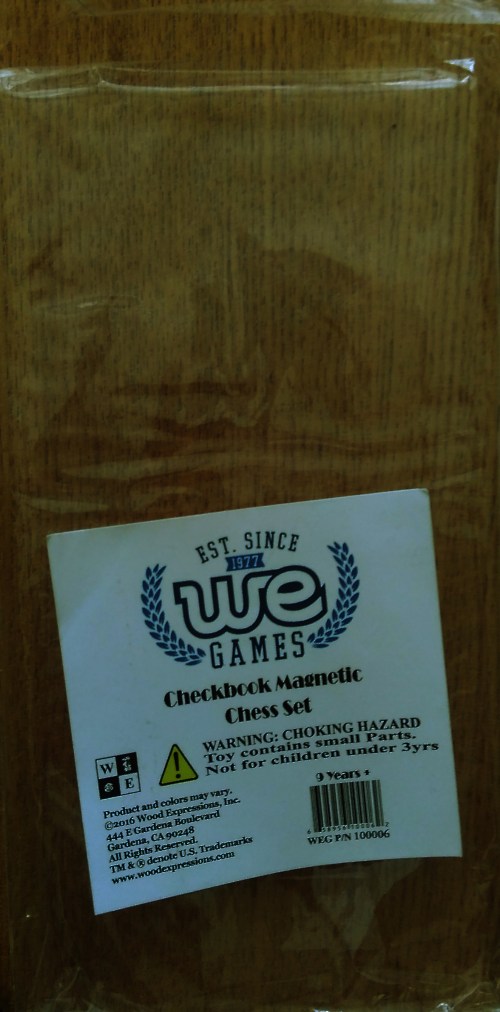 EST. SINCE
1977
we
GAMES
Checkbook Magnetic
Chess Set
WARNING: CHOKING HAZARD
Toy contains small Parts.
Not for children under 3yrs
W
& E
9 Years +
Product and colors may vary.
©2016 Wood Expressions, Inc.
444 E Gardena Boulevard
Gardena, CA 90248
All Rights Reserved.
TM & ® denote U.S. Trademarks
www.woodexpressions.com
WEG P/N 100006